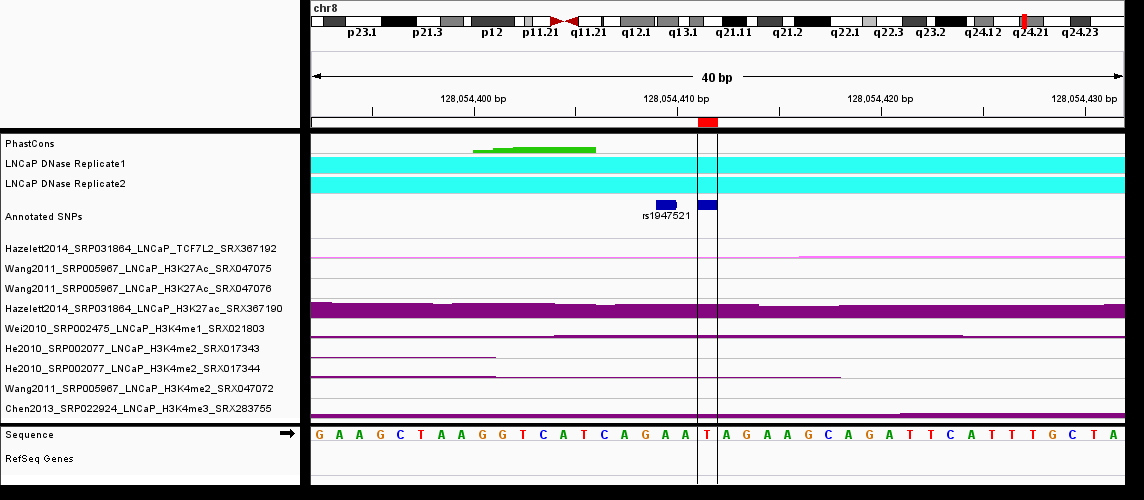 chr8
p23.1 p21.3 p12 p11.21 q11.21 q12.1 q13.1 q21.11 q21.2 q22.1 q22.3 q23.2 q24.12 q24.21 q24.23
40 bp
128,054,400 bp 128,054,410 bp 128,054,420 bp 128,054,430 bp
PhastCons
LNCaP DNase Replicate1
LNCaP DNase Replicate2
Annotated SNPs
rs1947521
Hazelett2014_SRP031864_LNCaP_TCF7L2_SRX367192
Wang2011_SRP005967_LNCaP_H3K27Ac_SRX047075
Wang2011_SRP005967_LNCaP_H3K27Ac_SRX047076
Hazelett2014_SRP031864_LNCaP_H3K27ac_SRX367190
Wei2010_SRP002475_LNCaP_H3K4me1_SRX021803
He2010_SRP002077_LNCaP_H3K4me2_SRX017343
He2010_SRP002077_LNCaP_H3K4me2_SRX017344
Wang2011_SRP005967_LNCaP_H3K4me2_SRX047072
Chen2013_SRP022924_LNCaP_H3K4me3_SRX283755
Sequence G A A G C T A A G G T C A T C A G A A T A G A A G C A G A T T C A T T T G C T A
RefSeq Genes